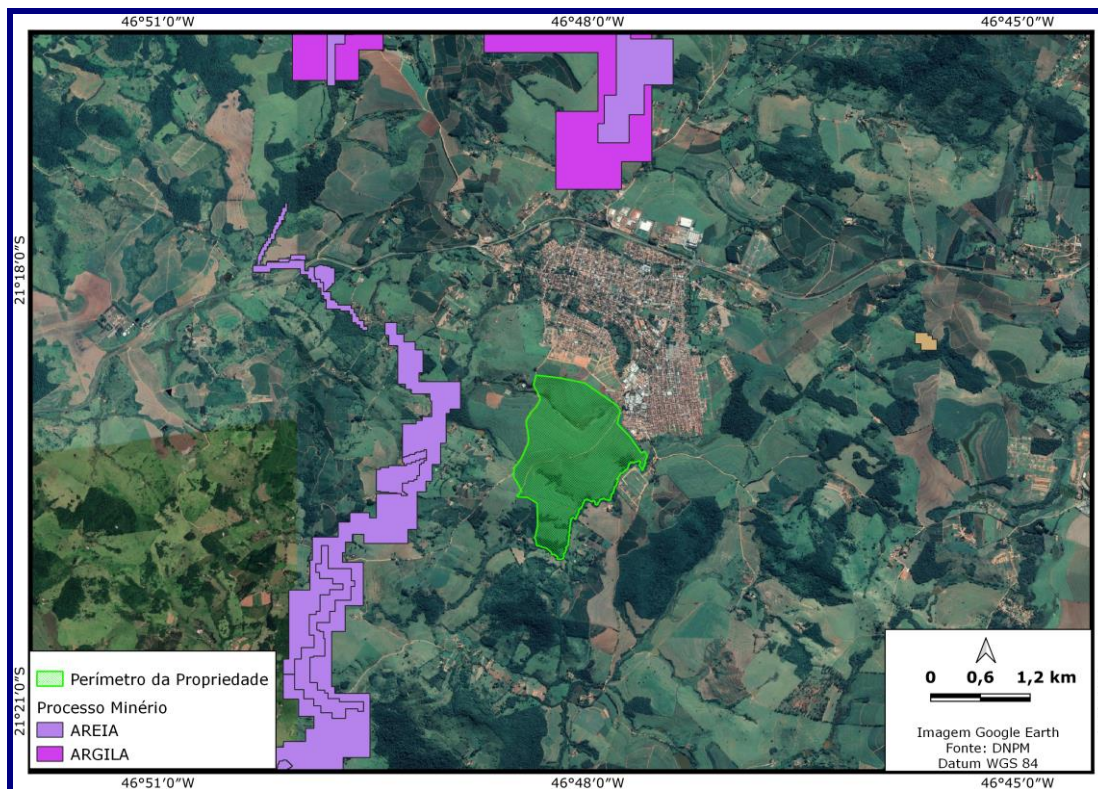 46°51′0″W 46°48′0″W 46°45′0″W
21°18′0″S
21°21′0″S
Perímetro da Propriedade
Processo Minério
AREIA
ARGILA
0 0,6 1,2 km
Imagem Google Earth
Fonte: DNPM
Datum WGS 84
46°51′0″W 46°48′0″W 46°45′0″W